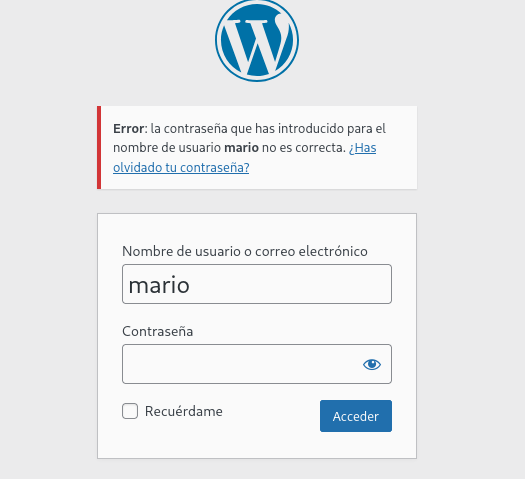 Error: la contraseña que has introducido para el
nombre de usuario mario no es correcta. ¿Has
olvidado tu contraseña?
Nombre de usuario o correo electrónico
mario
Contraseña
Recuérdame
Acceder